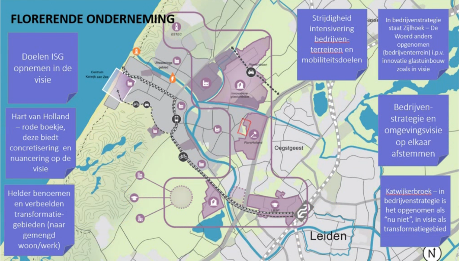 FLORERENDE ONDERNEMING
Doelen ISG
opnemen in de
visie
Hart van Holland
– rode boekje,
deze biedt
concretisering en
nuancering op de
visie
Helder benoemen
en verbeelden
transformatie-
gebieden (naar
gemengd
woon/werk)
Strijdigheid
intensivering
bedrijven-
terreinen en
mobiliteitsdoelen
In bedrijvenstrategie
staat Zijlhoek – De
Woerd anders
opgenomen
(bedrijventerrein) i.p.v.
innovatie glastuinbouw
zoals in visie
Bedrijven-
strategie en
omgevingsvisie
op elkaar
afstemmen
Katwijkerbroek – in
bedrijvenstrategie is
het opgenomen als
"nu niet", in visie als
transformatiegebied
Oegstgeest
Leiden
N